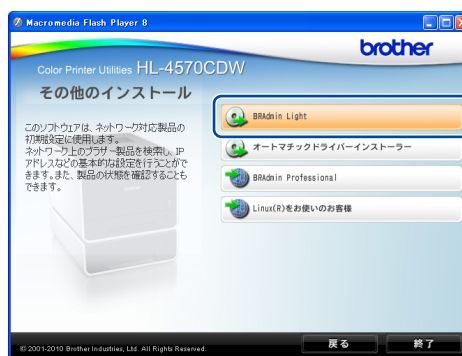 Macromedia Flash Player 8
brother
Color Printer Utilities HL-4570CDW
その他のインストール
このソフトウェアは、ネットワーク対応製品の
初期設定に使用します。
ネットワーク上のブラザー製品を検索し、IP
アドレスなどの基本的な設定を行うことがで
きます。また、製品の状態を確認することも
できます。
BRAdmin Light
オートマチックドライバーインストーラー
BRAdmin Professional
Linux(R)をお使いのお客様
© 2001-2010 Brother Industries, Ltd. All Rights Reserved.
戻る
終了